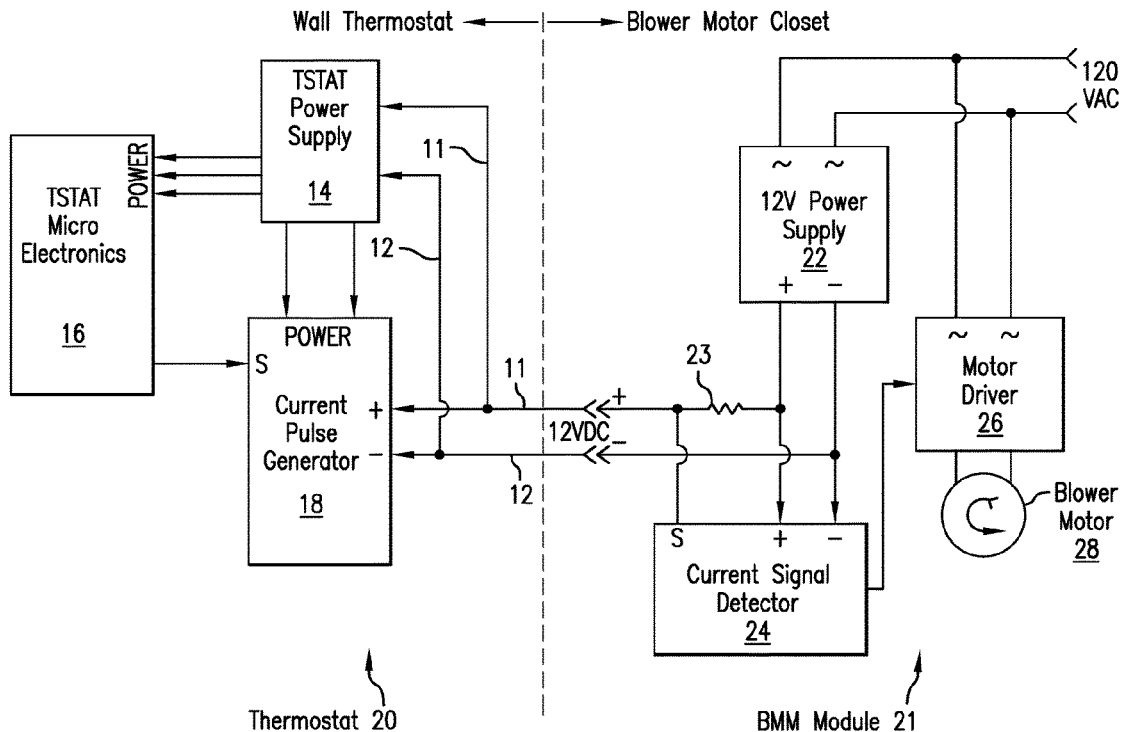 Wall Thermostat
Blower Motor Closet
TSTAT
Power
Supply
14
POWER
TSTAT
Micro
Electronics
16
11
12
POWER
S
+
Current
Pulse
Generator
−
18
11
12
+
12VDC
−
23
120
VAC
~ ~
12V Power
Supply
22
+ −
~ ~
Motor
Driver
26
Blower
Motor
28
S + −
Current Signal
Detector
24
Thermostat 20
BMM Module 21